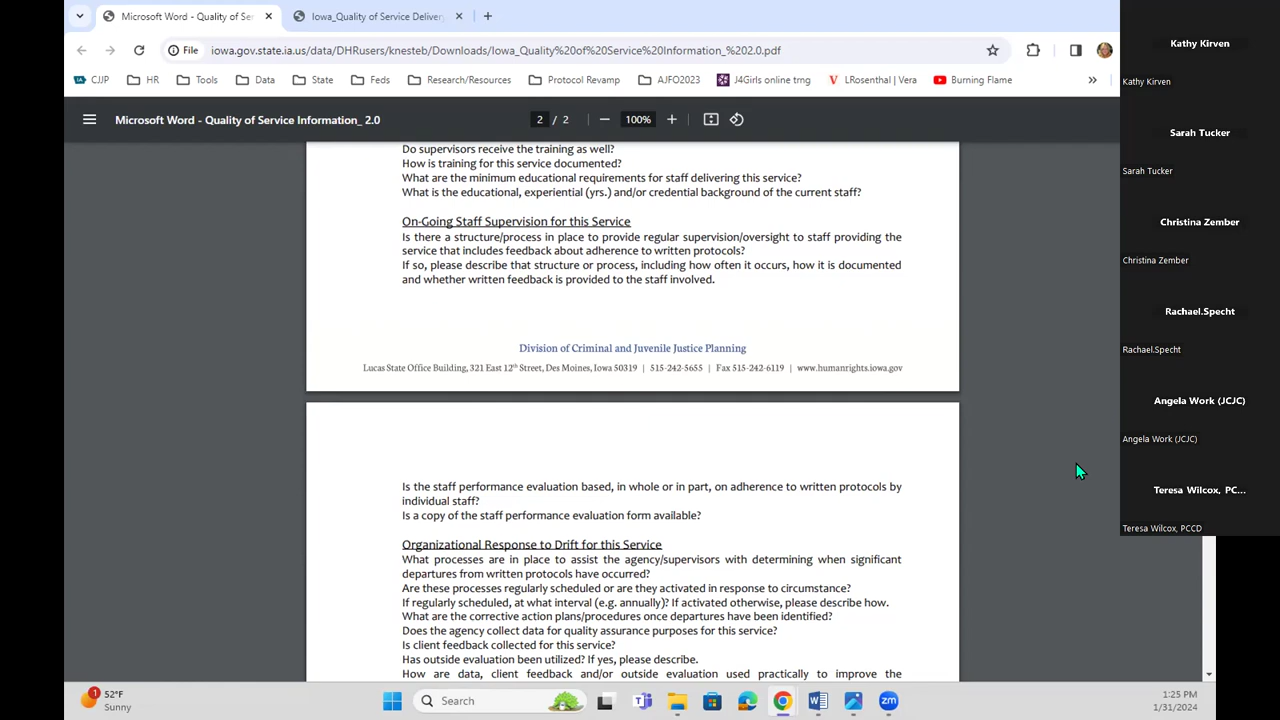 Microsoft Word - Quality of Ser
Iowa_Quality of Service Delivery
File
iowa.gov.state.ia.us/data/DHRusers/knesteb/Downloads/Iowa_Quality%20of%20Service%20Information_%202.0.pdf
CJJP
HR
Tools
Data
State
Feds
Research/Resources
Protocol Revamp
AJFO2023
J4Girls online trng
LRosenthal | Vera
Burning Flame
Microsoft Word - Quality of Service Information_ 2.0
2 / 2
100%
Do supervisors receive the training as well?
How is training for this service documented?
What are the minimum educational requirements for staff delivering this service?
What is the educational, experiential (yrs.) and/or credential background of the current staff?
On-Going Staff Supervision for this Service
Is there a structure/process in place to provide regular supervision/oversight to staff providing the
service that includes feedback about adherence to written protocols?
If so, please describe that structure or process, including how often it occurs, how it is documented
and whether written feedback is provided to the staff involved.
Division of Criminal and Juvenile Justice Planning
Lucas State Office Building, 321 East 12th Street, Des Moines, Iowa 50319 | 515-242-5655 | Fax 515-242-6119 | www.humanrights.iowa.gov
Is the staff performance evaluation based, in whole or in part, on adherence to written protocols by
individual staff?
Is a copy of the staff performance evaluation form available?
Organizational Response to Drift for this Service
What processes are in place to assist the agency/supervisors with determining when significant
departures from written protocols have occurred?
Are these processes regularly scheduled or are they activated in response to circumstance?
If regularly scheduled, at what interval (e.g. annually)? If activated otherwise, please describe how.
What are the corrective action plans/procedures once departures have been identified?
Does the agency collect data for quality assurance purposes for this service?
Is client feedback collected for this service?
Has outside evaluation been utilized? If yes, please describe.
How are data, client feedback and/or outside evaluation used practically to improve the
Kathy Kirven
Kathy Kirven
Sarah Tucker
Sarah Tucker
Christina Zember
Christina Zember
Rachael.Specht
Rachael.Specht
Angela Work (JCJC)
Angela Work (JCJC)
Teresa Wilcox, PC...
Teresa Wilcox, PCCD
1
52°F
Sunny
Search
zm
1:25 PM
1/31/2024